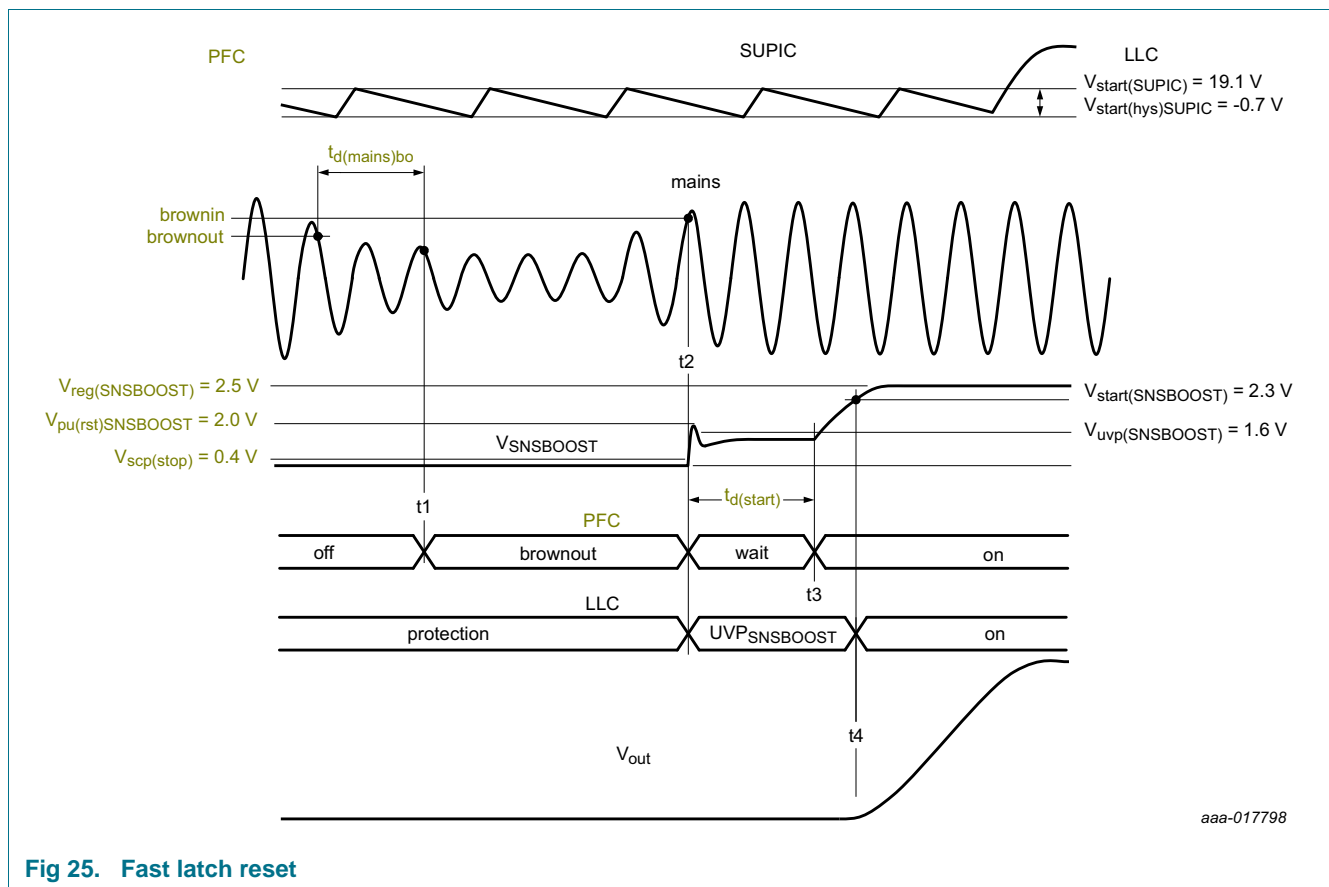 PFC
SUPIC
LLC
Vstart(SUPIC) = 19.1 V
Vstart(hys)SUPIC = -0.7 V
td(mains)bo
mains
brownin
brownout
t2
Vreg(SNSBOOST) = 2.5 V
Vstart(SNSBOOST) = 2.3 V
Vpu(rst)SNSBOOST = 2.0 V
Vuvp(SNSBOOST) = 1.6 V
VSNSBOOST
Vscp(stop) = 0.4 V
td(start)
t1
PFC
off
brownout
wait
on
t3
LLC
protection
UVPSNSBOOST
on
t4
Vout
aaa-017798
Fig 25. Fast latch reset